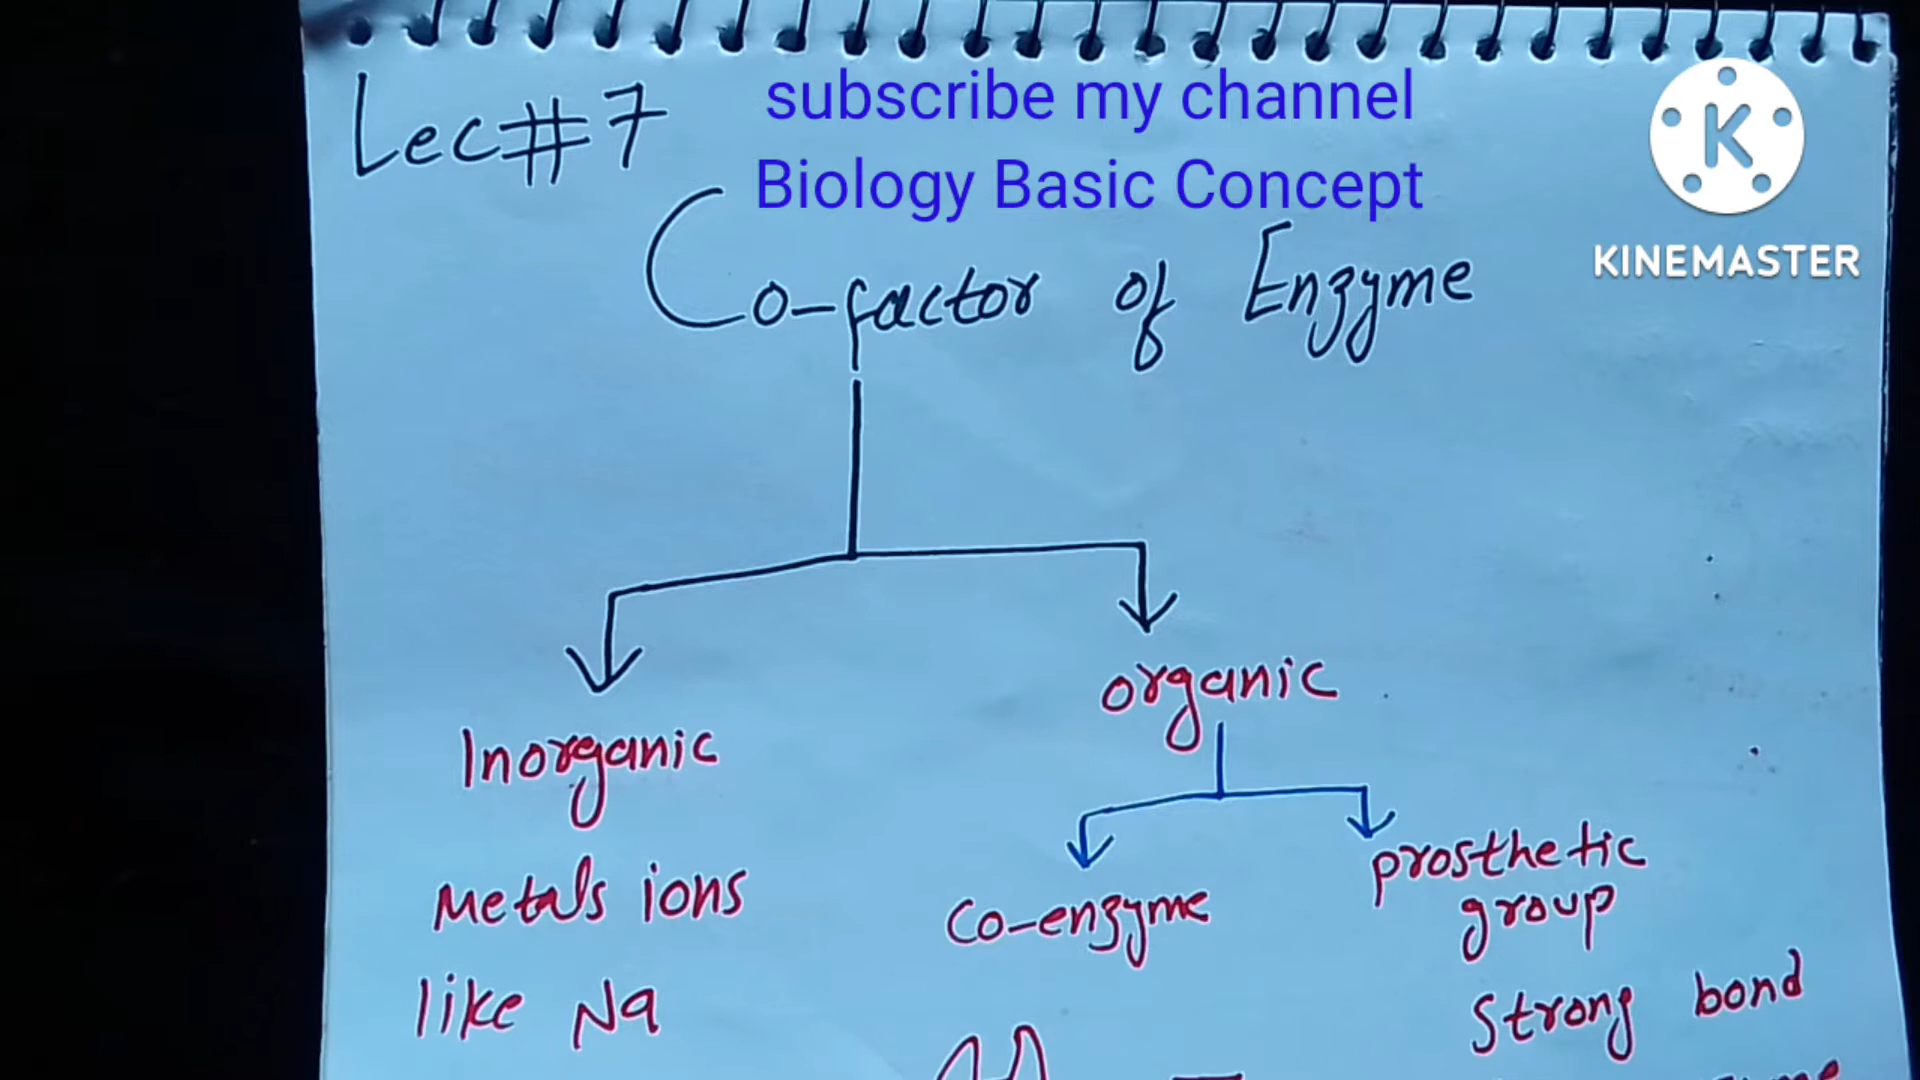 Lec#7
subscribe my channel
Biology Basic Concept
KINEMASTER
Co-factor of Enzyme
organic
Inorganic
Metals ions
like Na
Co-enzyme
prosthetic
group
Strong bond